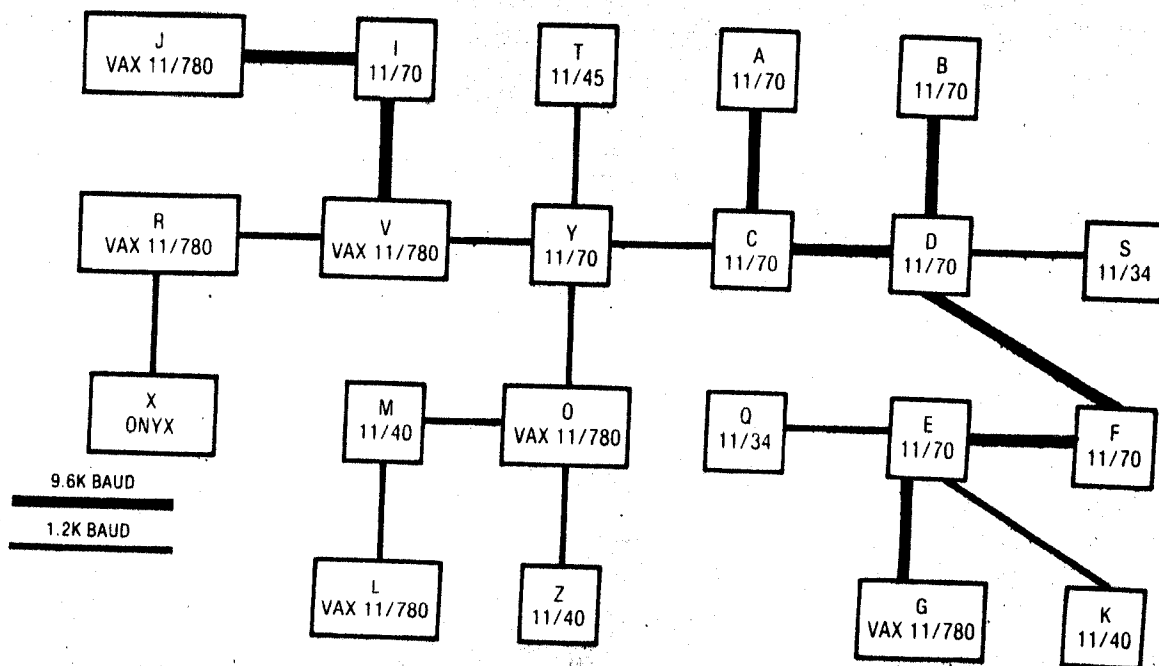 J
VAX 11/780
I
11/70
T
11/45
A
11/70
B
11/70
R
VAX 11/780
V
VAX 11/780
Y
11/70
C
11/70
D
11/70
S
11/34
X
ONYX
M
11/40
O
VAX 11/780
Q
11/34
E
11/70
F
11/70
9.6K BAUD
1.2K BAUD
L
VAX 11/780
Z
11/40
G
VAX 11/780
K
11/40